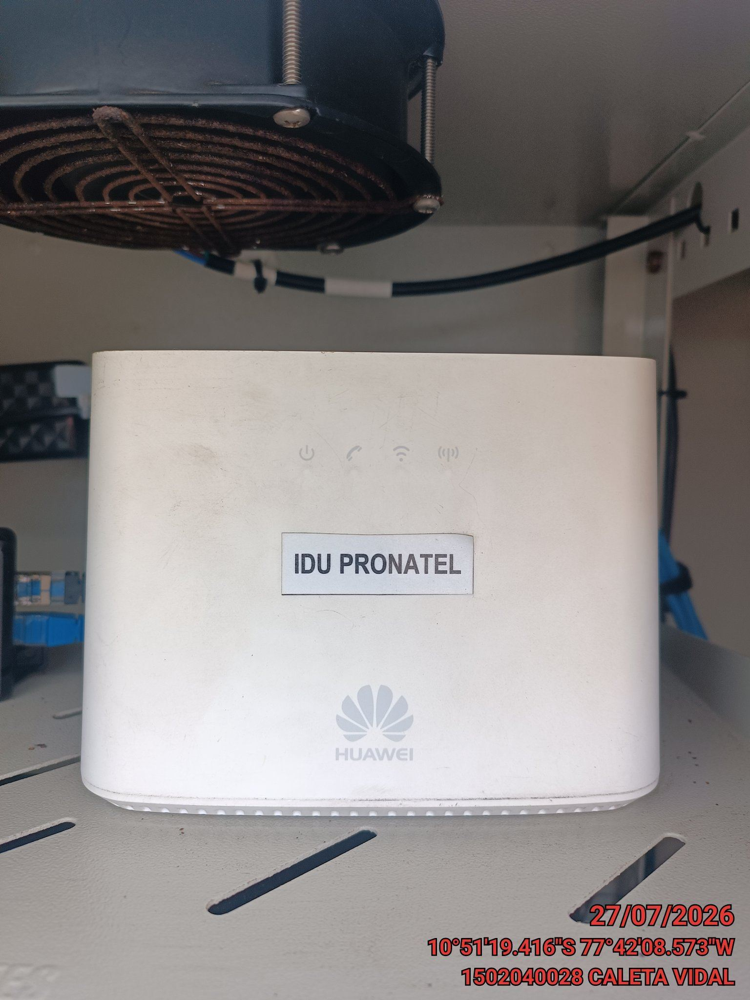 IDU PRONATEL
HUAWEI
27/07/2026
10°51'19.416"S 77°42'08.573"W
1502040028 CALETA VIDAL